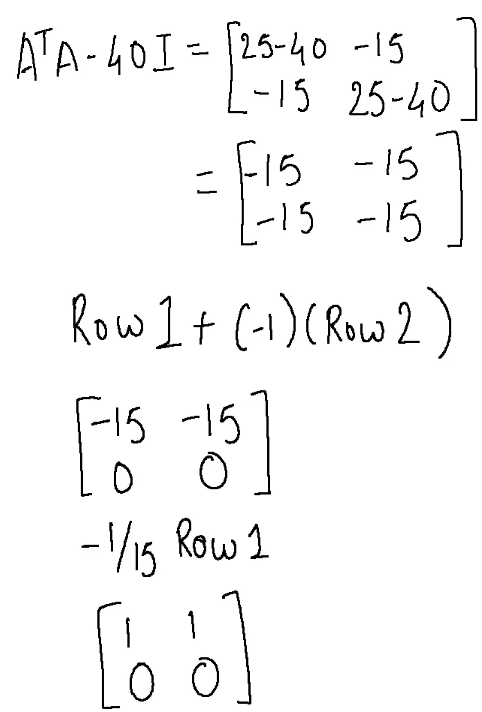 AᵀA-40I = [25-40 -15
-15 25-40]
= [-15 -15
-15 -15]
Row 1 + (-1)(Row 2)
[-15 -15
0 0]
-1/15 Row 1
[1 1
0 0]